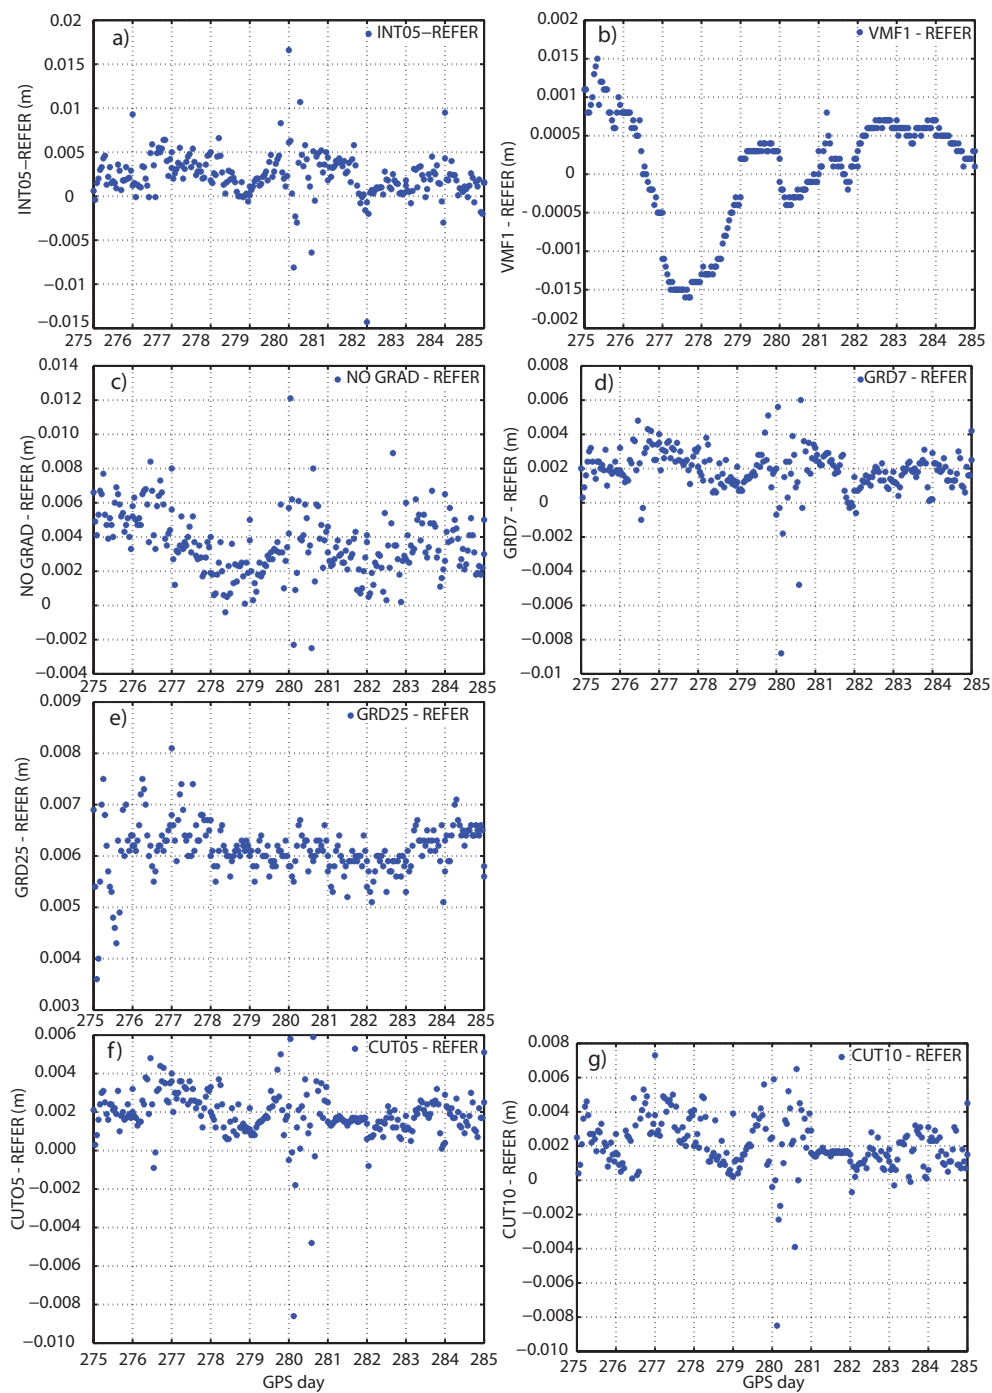 a)
INT05−REFER
INT05−REFER (m)
0.02
0.015
0.01
0.005
0
−0.005
−0.01
−0.015
275 276 277 278 279 280 281 282 283 284 285
b)
VMF1 - REFER
VMF1 - REFER (m)
0.002
0.0015
0.001
0.0005
0
- 0.0005
-0.001
-0.015
-0.002
275 276 277 278 279 280 281 282 283 284 285
c)
NO GRAD - REFER
NO GRAD - REFER (m)
0.014
0.012
0.010
0.008
0.006
0.004
0.002
0
−0.002
−0.004
275 276 277 278 279 280 281 282 283 284 285
d)
GRD7 - REFER
GRD7 - REFER (m)
0.008
0.006
0.004
0.002
0
−0.002
−0.004
−0.006
−0.008
−0.01
275 276 277 278 279 280 281 282 283 284 285
e)
GRD25 - REFER
GRD25 - REFER (m)
0.009
0.008
0.007
0.006
0.005
0.004
0.003
275 276 277 278 279 280 281 282 283 284 285
f)
CUT05 - REFER
CUTO5 - REFER (m)
0.006
0.004
0.002
0.000
−0.002
−0.004
−0.006
−0.008
−0.010
275 276 277 278 279 280 281 282 283 284 285
GPS day
g)
CUT10 - REFER
CUT10 - REFER (m)
0.008
0.006
0.004
0.002
0
−0.002
−0.004
−0.006
−0.008
−0.010
275 276 277 278 279 280 281 282 283 284 285
GPS day